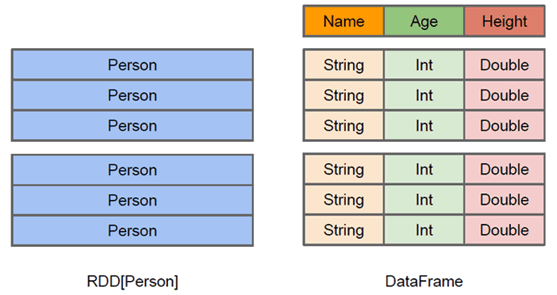 Name Age Height
Person String Int Double
Person String Int Double
Person String Int Double
Person String Int Double
Person String Int Double
Person String Int Double
RDD[Person] DataFrame